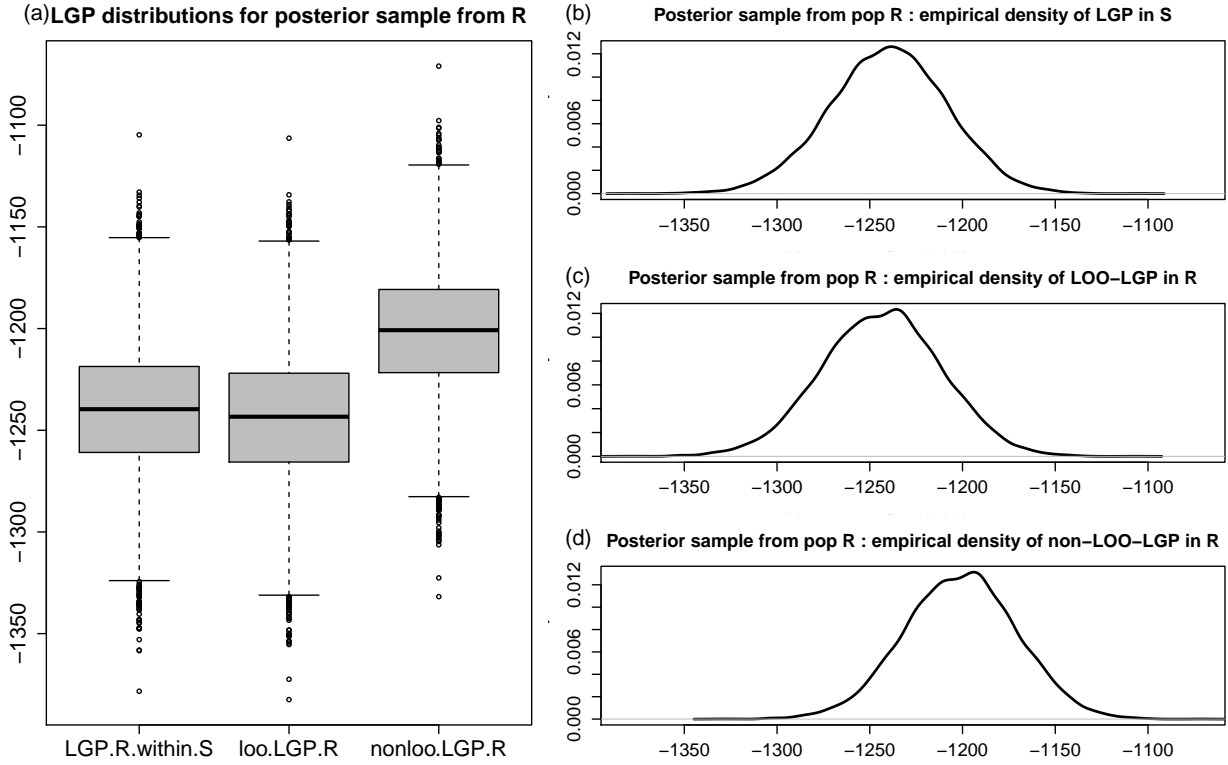 (a) LGP distributions for posterior sample from R
−1100
−1150
−1200
−1250
−1300
−1350
LGP.R.within.S loo.LGP.R nonloo.LGP.R
(b) Posterior sample from pop R : empirical density of LGP in S
0.012
0.006
0.000
−1350 −1300 −1250 −1200 −1150 −1100
(c) Posterior sample from pop R : empirical density of LOO−LGP in R
0.012
0.006
0.000
−1350 −1300 −1250 −1200 −1150 −1100
(d) Posterior sample from pop R : empirical density of non−LOO−LGP in R
0.012
0.006
0.000
−1350 −1300 −1250 −1200 −1150 −1100